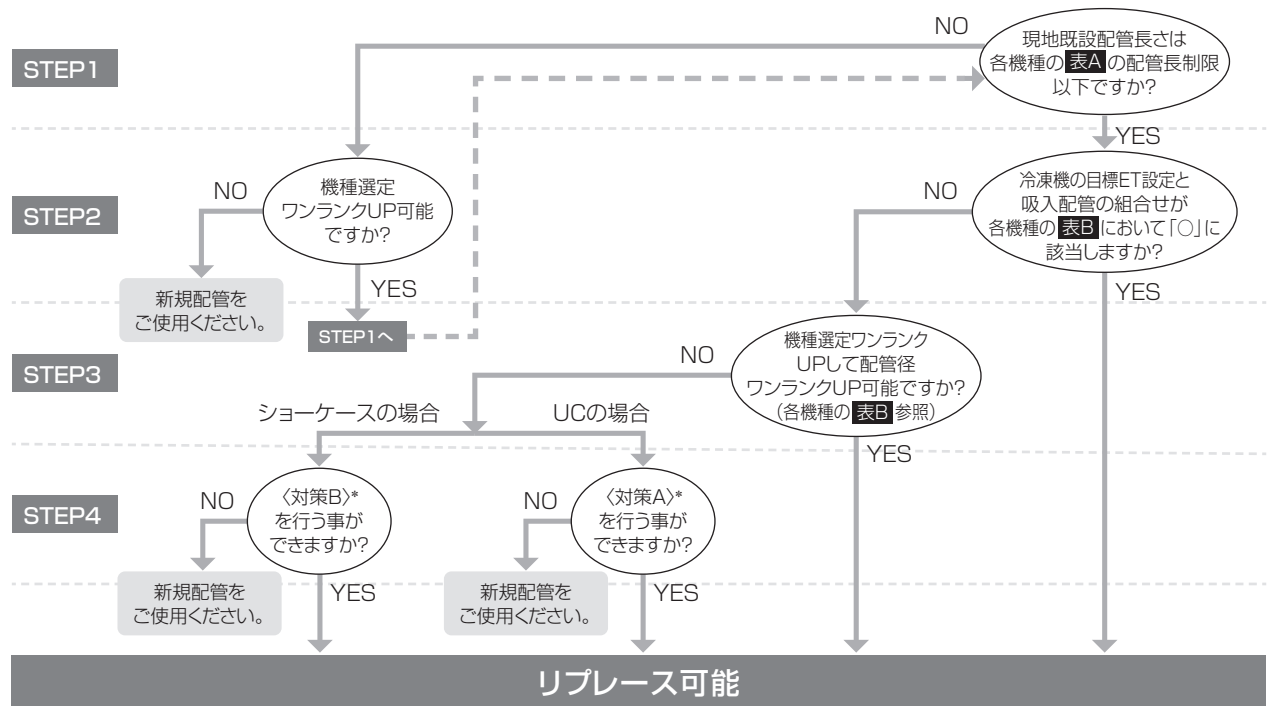 STEP1
NO
現地既設配管長さは
各機種の 表A の配管長制限
以下ですか?
YES
STEP2
NO
機種選定
ワンランクUP可能
ですか?
YES
新規配管を
ご使用ください。
STEP1へ
NO
冷凍機の目標ET設定と
吸入配管の組合せが
各機種の 表B において「○」に
該当しますか?
YES
STEP3
NO
機種選定ワンランク
UPして配管径
ワンランクUP可能ですか?
(各機種の 表B 参照)
YES
ショーケースの場合
UCの場合
STEP4
NO
〈対策B〉*
を行う事が
できますか?
YES
新規配管を
ご使用ください。
NO
〈対策A〉*
を行う事が
できますか?
YES
新規配管を
ご使用ください。
リプレース可能